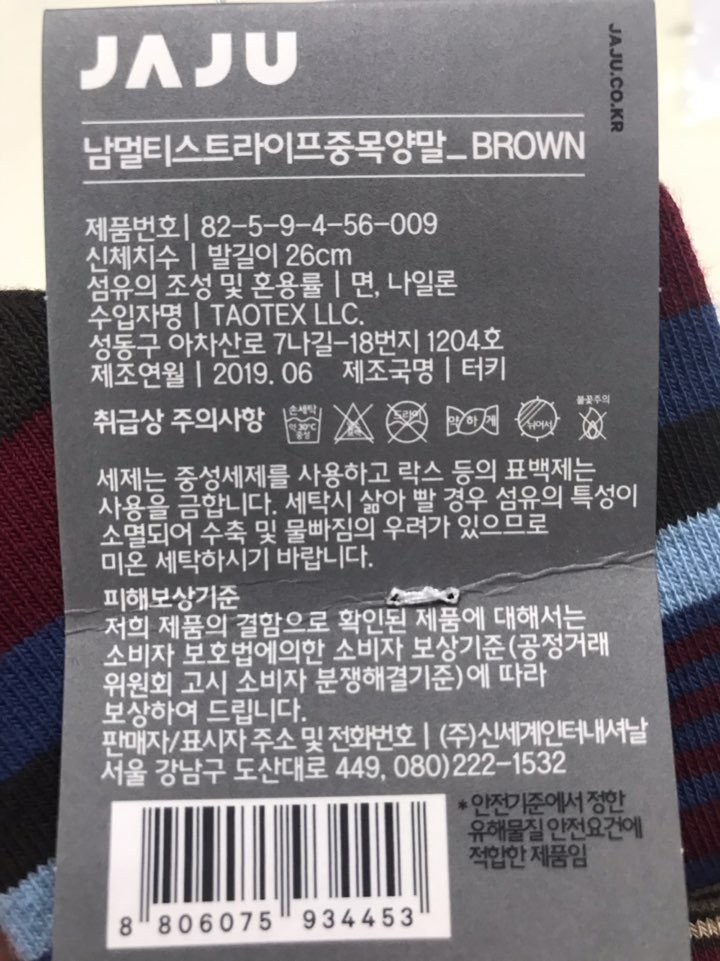 JAJU
JAJU.CO.KR
남멀티스트라이프중목양말_BROWN
제품번호| 82-5-9-4-56-009
신체치수 | 발길이 26cm
섬유의 조성 및 혼용률 | 면, 나일론
수입자명 | TAOTEX LLC.
성동구 아차산로 7나길-18번지 1204호
제조연월 | 2019. 06 제조국명 | 터키
취급상 주의사항
손세탁
약 30℃
중성
드라이
약하게
뉘어서
불꽃주의
세제는 중성세제를 사용하고 락스 등의 표백제는
사용을 금합니다. 세탁시 삶아 빨 경우 섬유의 특성이
소멸되어 수축 및 물빠짐의 우려가 있으므로
미온 세탁하시기 바랍니다.
피해보상기준
저희 제품의 결함으로 확인된 제품에 대해서는
소비자 보호법에의한 소비자 보상기준(공정거래
위원회 고시 소비자 분쟁해결기준)에 따라
보상하여 드립니다.
판매자/표시자 주소 및 전화번호 | (주)신세계인터내셔날
서울 강남구 도산대로 449, 080)222-1532
*안전기준에서 정한
유해물질 안전요건에
적합한 제품임
8 806075 934453